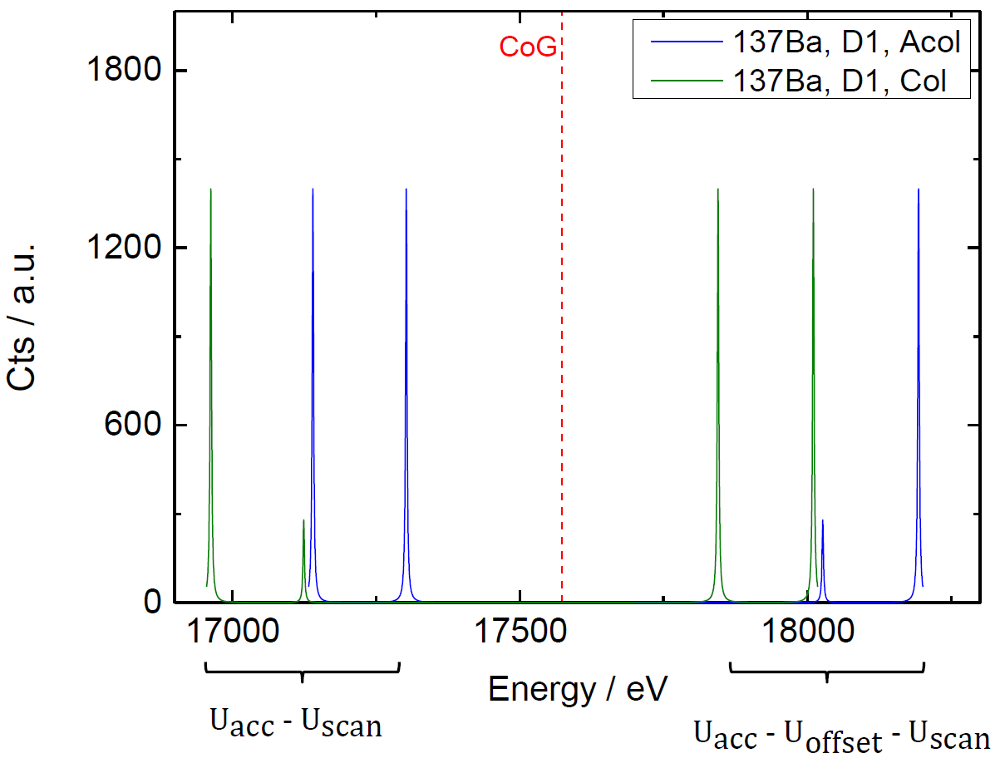 CoG
137Ba, D1, Acol
137Ba, D1, Col
1800
1200
600
0
Cts / a.u.
17000
17500
18000
Energy / eV
Uacc - Uscan
Uacc - Uoffset - Uscan